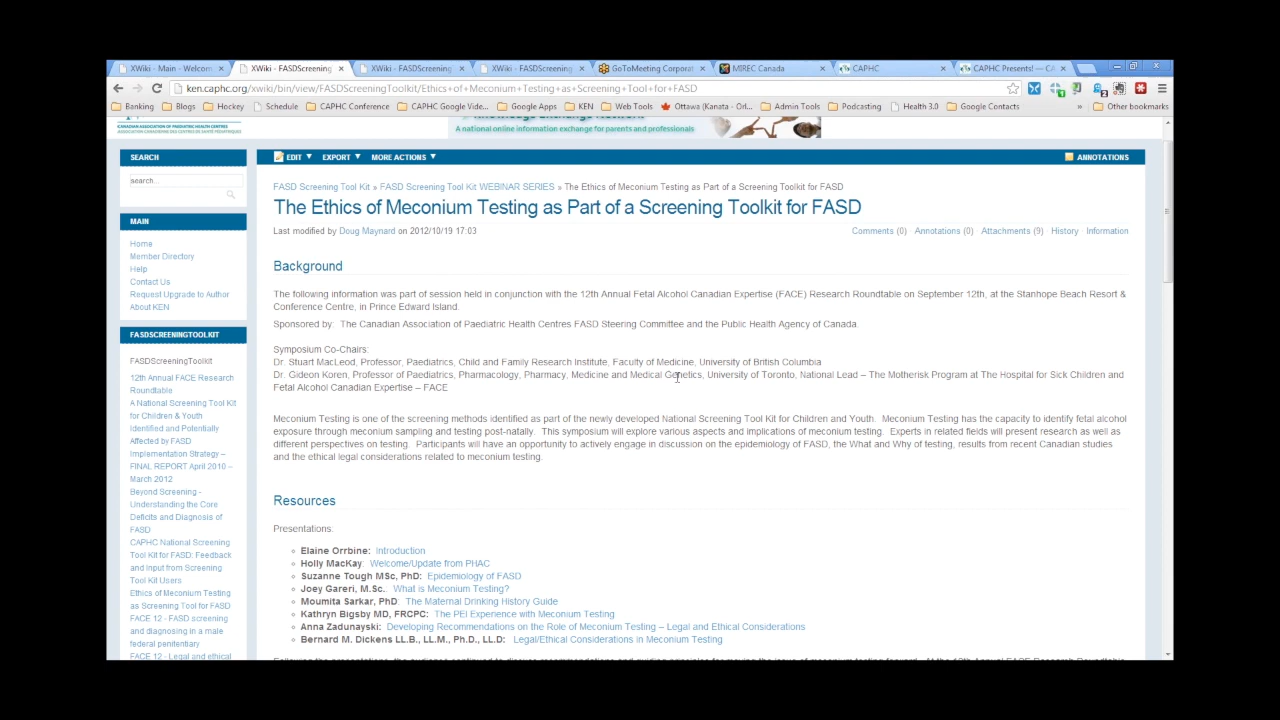 XWiki - Main - Welcom
XWiki - FASDScreening
XWiki - FASDScreening
XWiki - FASDScreening
GoToMeeting Corporat
MIREC Canada
CAPHC
CAPHC Presents! — CA
ken.caphc.org/xwiki/bin/view/FASDScreeningToolkit/Ethics+of+Meconium+Testing+as+Screening+Tool+for+FASD
Banking
Blogs
Hockey
Schedule
CAPHC Conference
CAPHC Google Vide...
Google Apps
KEN
Web Tools
Ottawa (Kanata - Orl...
Admin Tools
Podcasting
Health 3.0
Google Contacts
»
Other bookmarks
CANADIAN ASSOCIATION OF PAEDIATRIC HEALTH CENTRES
ASSOCIATION CANADIENNE DES CENTRES DE SANTÉ PÉDIATRIQUES
A national online information exchange for parents and professionals
SEARCH
search...
MAIN
Home
Member Directory
Help
Contact Us
Request Upgrade to Author
About KEN
FASDSCREENINGTOOLKIT
FASDScreeningToolkit
12th Annual FACE Research
Roundtable
A National Screening Tool Kit
for Children & Youth
Identified and Potentially
Affected by FASD
Implementation Strategy –
FINAL REPORT April 2010 –
March 2012
Beyond Screening -
Understanding the Core
Deficits and Diagnosis of
FASD
CAPHC National Screening
Tool Kit for FASD: Feedback
and Input from Screening
Tool Kit Users
Ethics of Meconium Testing
as Screening Tool for FASD
FACE 12 - FASD screening
and diagnosing in a male
federal penitentiary
FACE 12 - Legal and ethical
EDIT
EXPORT
MORE ACTIONS
ANNOTATIONS
FASD Screening Tool Kit » FASD Screening Tool Kit WEBINAR SERIES » The Ethics of Meconium Testing as Part of a Screening Toolkit for FASD
The Ethics of Meconium Testing as Part of a Screening Toolkit for FASD
Last modified by Doug Maynard on 2012/10/19 17:03
Comments (0)
Annotations (0)
Attachments (9)
History
Information
Background
The following information was part of session held in conjunction with the 12th Annual Fetal Alcohol Canadian Expertise (FACE) Research Roundtable on September 12th, at the Stanhope Beach Resort &
Conference Centre, in Prince Edward Island.
Sponsored by: The Canadian Association of Paediatric Health Centres FASD Steering Committee and the Public Health Agency of Canada.
Symposium Co-Chairs:
Dr. Stuart MacLeod, Professor, Paediatrics, Child and Family Research Institute, Faculty of Medicine, University of British Columbia
Dr. Gideon Koren, Professor of Paediatrics, Pharmacology, Pharmacy, Medicine and Medical Genetics, University of Toronto, National Lead – The Motherisk Program at The Hospital for Sick Children and
Fetal Alcohol Canadian Expertise – FACE
Meconium Testing is one of the screening methods identified as part of the newly developed National Screening Tool Kit for Children and Youth. Meconium Testing has the capacity to identify fetal alcohol
exposure through meconium sampling and testing post-natally. This symposium will explore various aspects and implications of meconium testing. Experts in related fields will present research as well as
different perspectives on testing. Participants will have an opportunity to actively engage in discussion on the epidemiology of FASD, the What and Why of testing, results from recent Canadian studies
and the ethical legal considerations related to meconium testing.
Resources
Presentations:
Elaine Orrbine: Introduction
Holly MacKay: Welcome/Update from PHAC
Suzanne Tough MSc, PhD: Epidemiology of FASD
Joey Gareri, M.Sc.: What is Meconium Testing?
Moumita Sarkar, PhD: The Maternal Drinking History Guide
Kathryn Bigsby MD, FRCPC: The PEI Experience with Meconium Testing
Anna Zadunayski: Developing Recommendations on the Role of Meconium Testing – Legal and Ethical Considerations
Bernard M. Dickens LL.B., LL.M., Ph.D., LL.D: Legal/Ethical Considerations in Meconium Testing